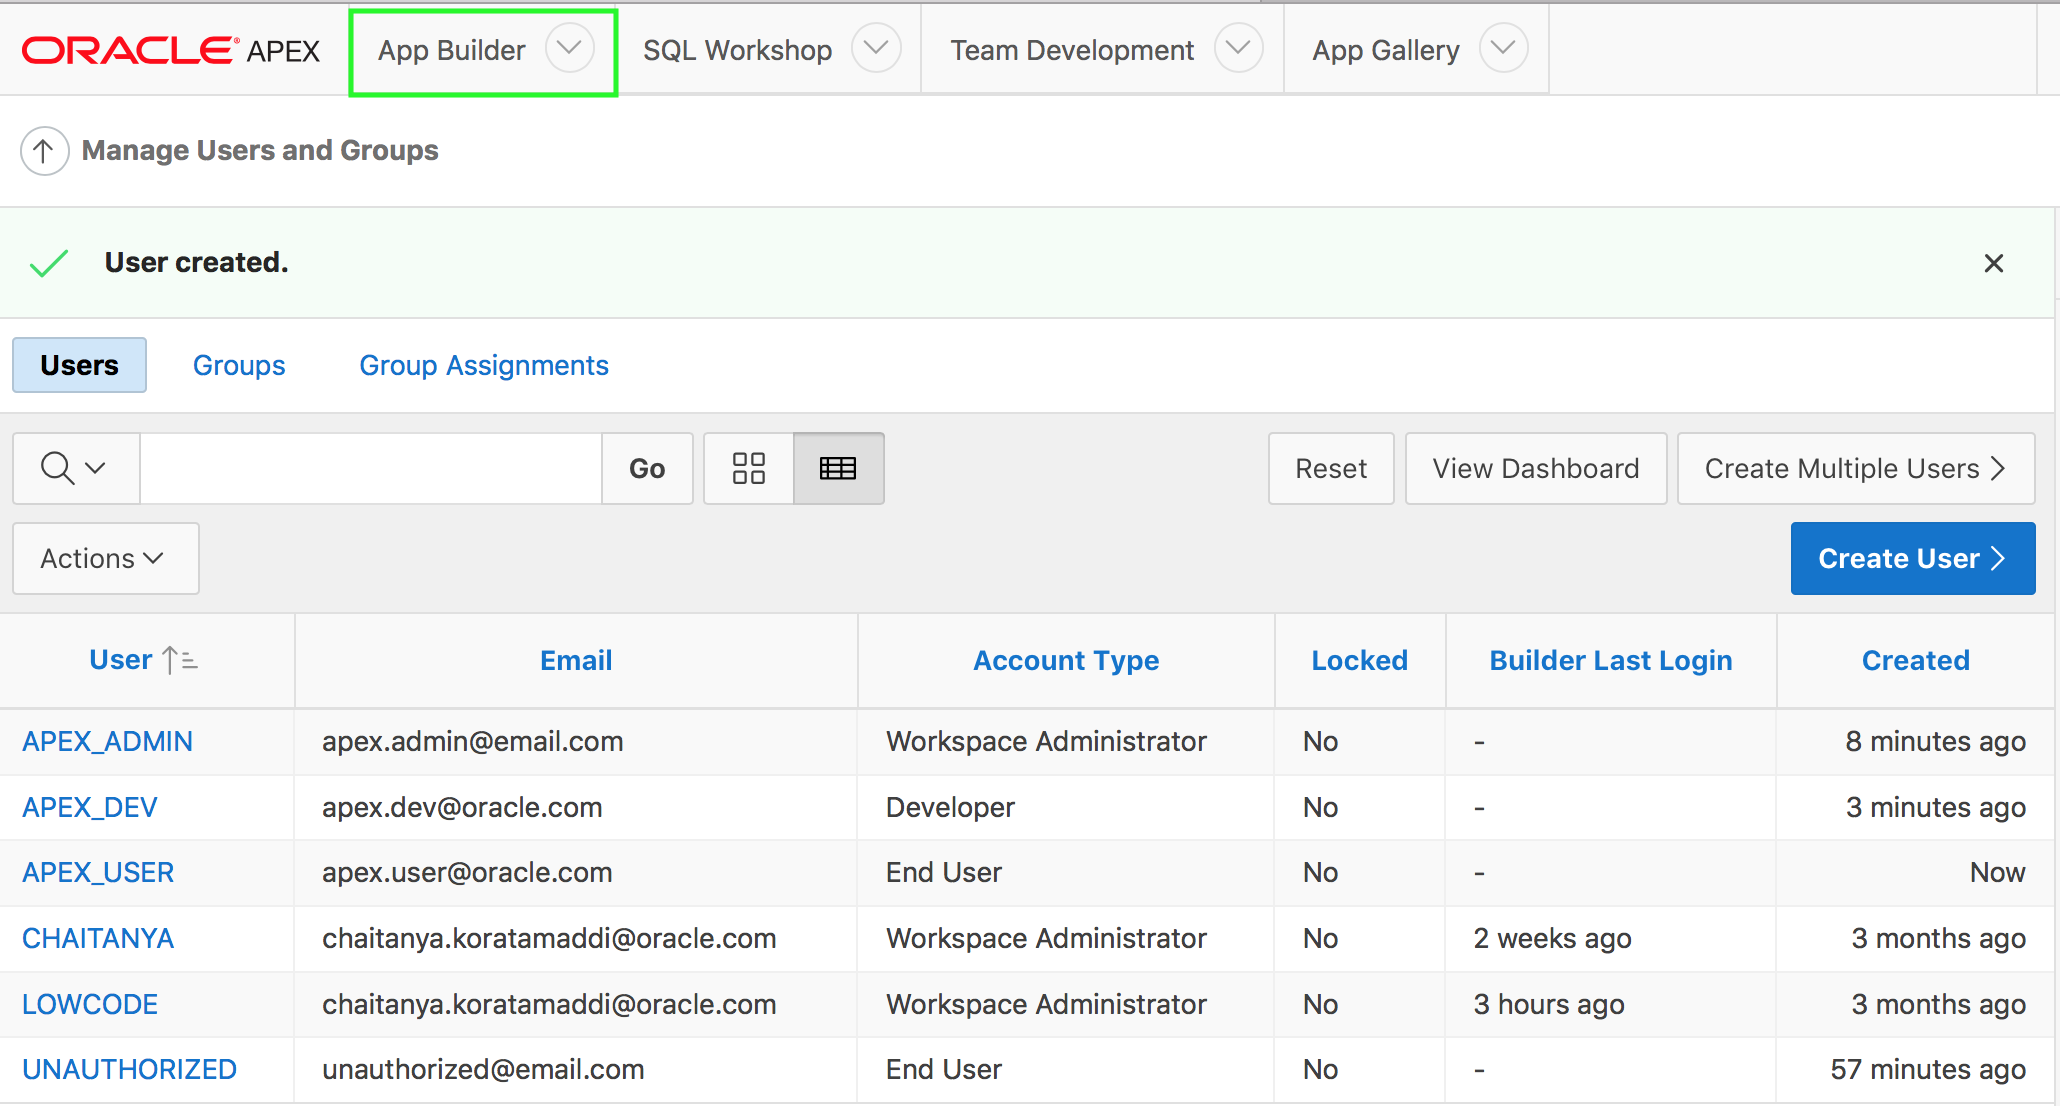 ORACLE® APEX App Builder SQL Workshop Team Development App Gallery
Manage Users and Groups
User created.
Users Groups Group Assignments
Go Reset View Dashboard Create Multiple Users
Actions Create User
User Email Account Type Locked Builder Last Login Created
APEX_ADMIN apex.admin@email.com Workspace Administrator No - 8 minutes ago
APEX_DEV apex.dev@oracle.com Developer No - 3 minutes ago
APEX_USER apex.user@oracle.com End User No - Now
CHAITANYA chaitanya.koratamaddi@oracle.com Workspace Administrator No 2 weeks ago 3 months ago
LOWCODE chaitanya.koratamaddi@oracle.com Workspace Administrator No 3 hours ago 3 months ago
UNAUTHORIZED unauthorized@email.com End User No - 57 minutes ago